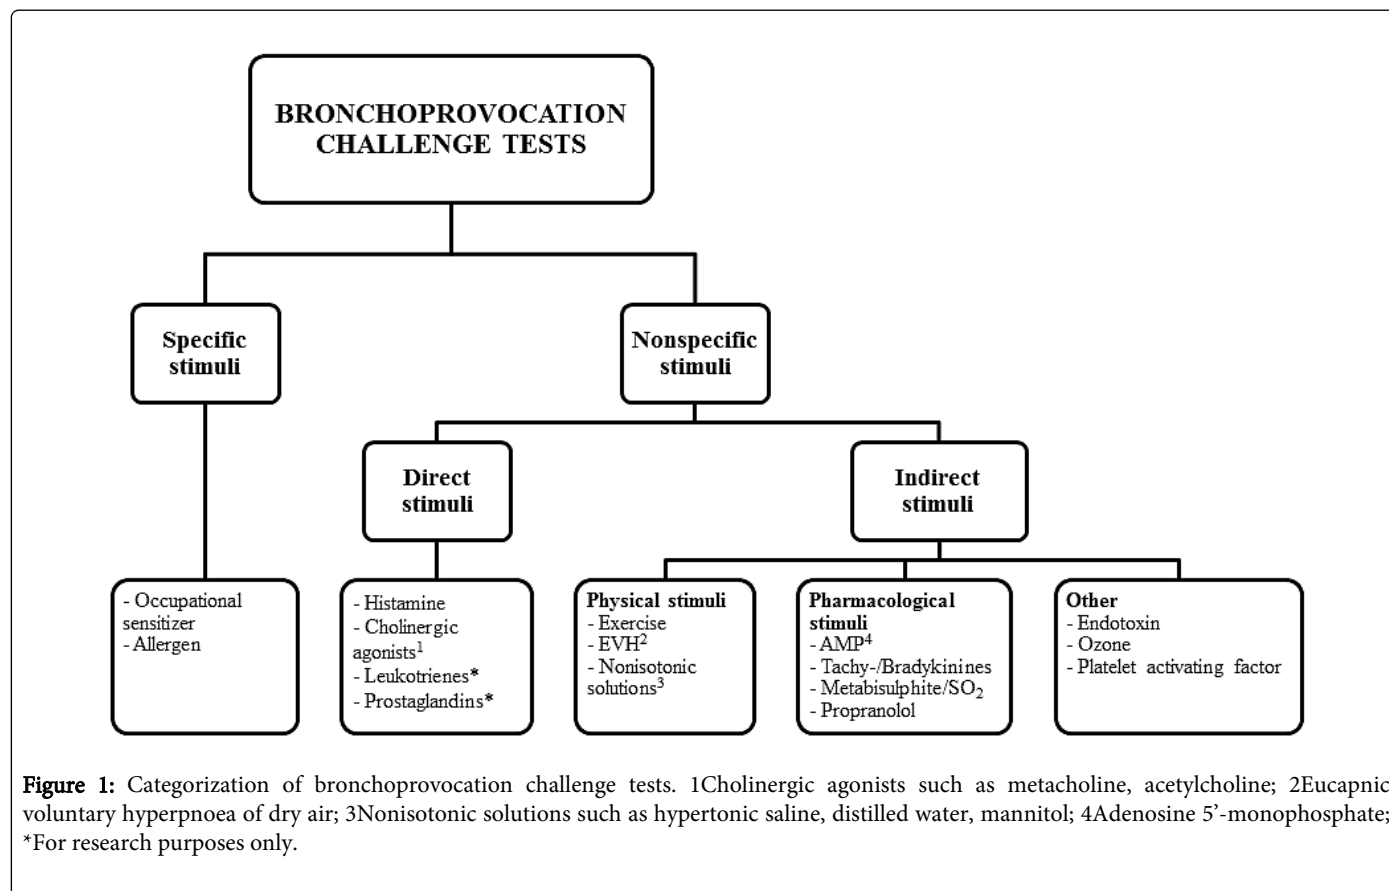 BRONCHOPROVOCATION
CHALLENGE TESTS
Specific
stimuli
Nonspecific
stimuli
Direct
stimuli
Indirect
stimuli
- Occupational
sensitizer
- Allergen
- Histamine
- Cholinergic
agonists1
- Leukotrienes*
- Prostaglandins*
Physical stimuli
- Exercise
- EVH2
- Nonisotonic
solutions3
Pharmacological
stimuli
- AMP4
- Tachy-/Bradykinines
- Metabisulphite/SO2
- Propranolol
Other
- Endotoxin
- Ozone
- Platelet activating factor
Figure 1: Categorization of bronchoprovocation challenge tests. 1Cholinergic agonists such as metacholine, acetylcholine; 2Eucapnic
voluntary hyperpnoea of dry air; 3Nonisotonic solutions such as hypertonic saline, distilled water, mannitol; 4Adenosine 5’-monophosphate;
*For research purposes only.